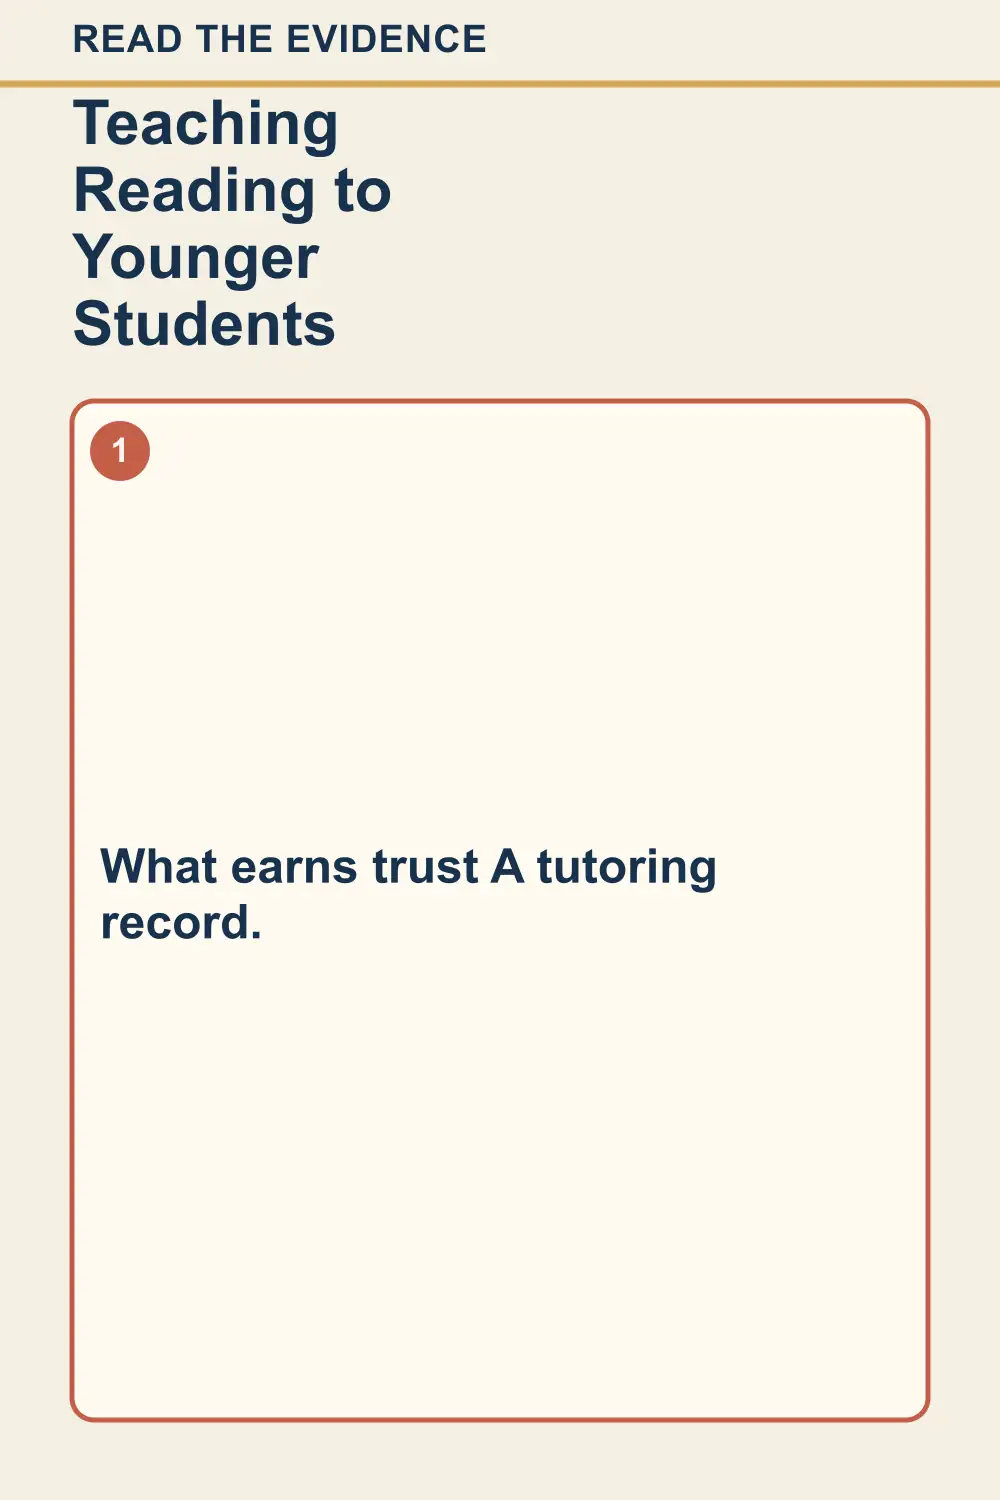 READ THE EVIDENCE
Teaching
Reading to
Younger
Students
1
What earns trust A tutoring
record.